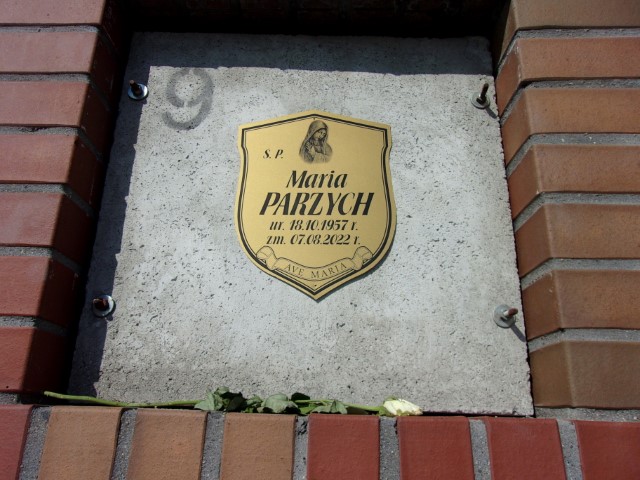 9
Ś. P.
Maria
PARZYCH
ur. 18.10.1957 r.
zm. 07.08.2022 r.
AVE MARIA